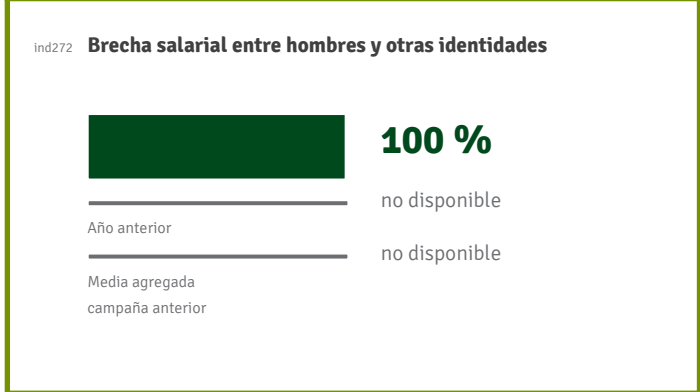 ind272 Brecha salarial entre hombres y otras identidades
100 %
no disponible
Año anterior
no disponible
Media agregada
campaña anterior